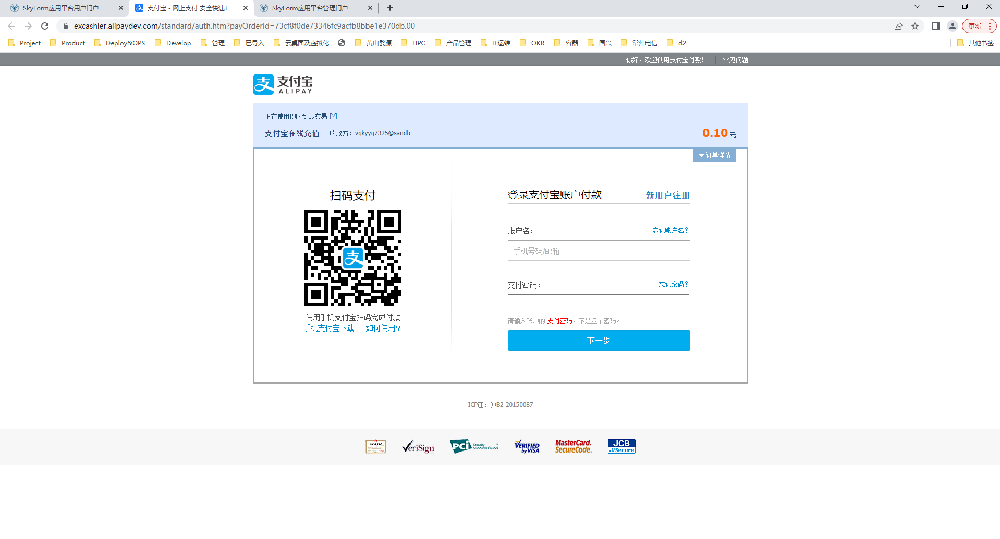 SkyForm应用平台用户门户
支付宝 - 网上支付 安全快速!
SkyForm应用平台管理门户
excashier.alipaydev.com/standard/auth.htm?payOrderId=73cf8f0de73346fc9acfb8bbe1e370db.00
更新
Project
Product
Deploy&OPS
Develop
管理
已导入
云桌面及虚拟化
黄山婺源
HPC
产品管理
IT运维
OKR
容器
国兴
常州电信
d2
其他书签
你好，欢迎使用支付宝付款！
常见问题
支 支付宝
ALIPAY
正在使用即时到账交易 [?]
支付宝在线充值 收款方：vqkyyq7325@sandb...
0.10 元
订单详情
扫码支付
支
使用手机支付宝扫码完成付款
手机支付宝下载 | 如何使用？
登录支付宝账户付款
新用户注册
账户名：
忘记账户名？
手机号码/邮箱
支付密码：
忘记密码？
请输入账户的 支付密码，不是登录密码。
下一步
ICP证：沪B2-20150087
VeriSign
PCI Security Standards Council
VERIFIED by VISA
MasterCard. SecureCode.
JCB J/Secure